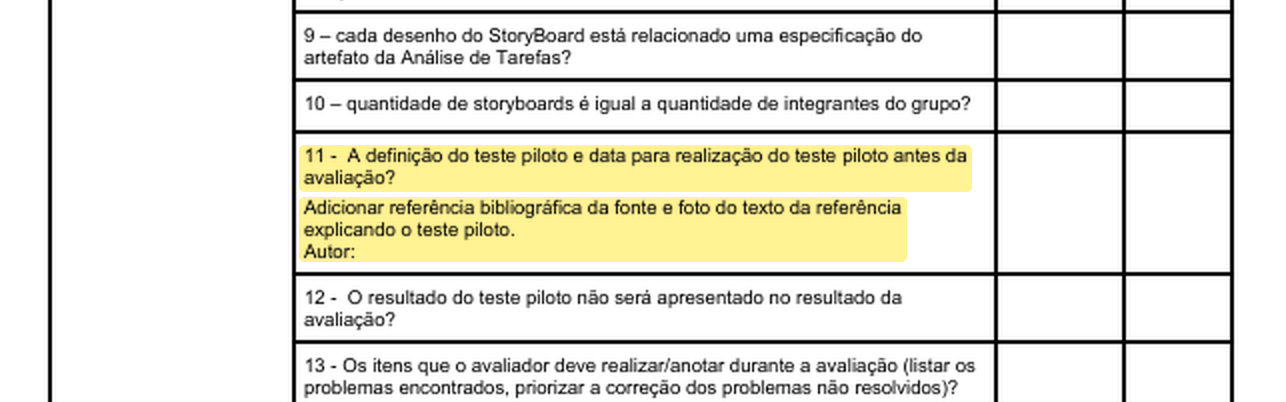 9 – cada desenho do StoryBoard está relacionado uma especificação do
artefato da Análise de Tarefas?
10 – quantidade de storyboards é igual a quantidade de integrantes do grupo?
11 -  A definição do teste piloto e data para realização do teste piloto antes da
avaliação?
Adicionar referência bibliográfica da fonte e foto do texto da referência
explicando o teste piloto.
Autor:
12 -  O resultado do teste piloto não será apresentado no resultado da
avaliação?
13 - Os itens que o avaliador deve realizar/anotar durante a avaliação (listar os
problemas encontrados, priorizar a correção dos problemas não resolvidos)?